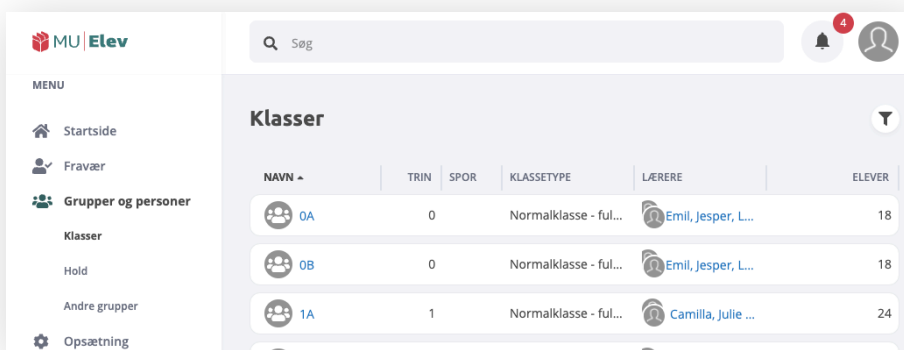 MU|Elev
Søg
4
MENU
Startside
Fravær
Grupper og personer
Klasser
Hold
Andre grupper
Opsætning
Klasser
NAVN TRIN SPOR KLASSETYPE LÆRERE ELEVER
0A 0 Normalklasse - ful... Emil, Jesper, L... 18
0B 0 Normalklasse - ful... Emil, Jesper, L... 18
1A 1 Normalklasse - ful... Camilla, Julie ... 24